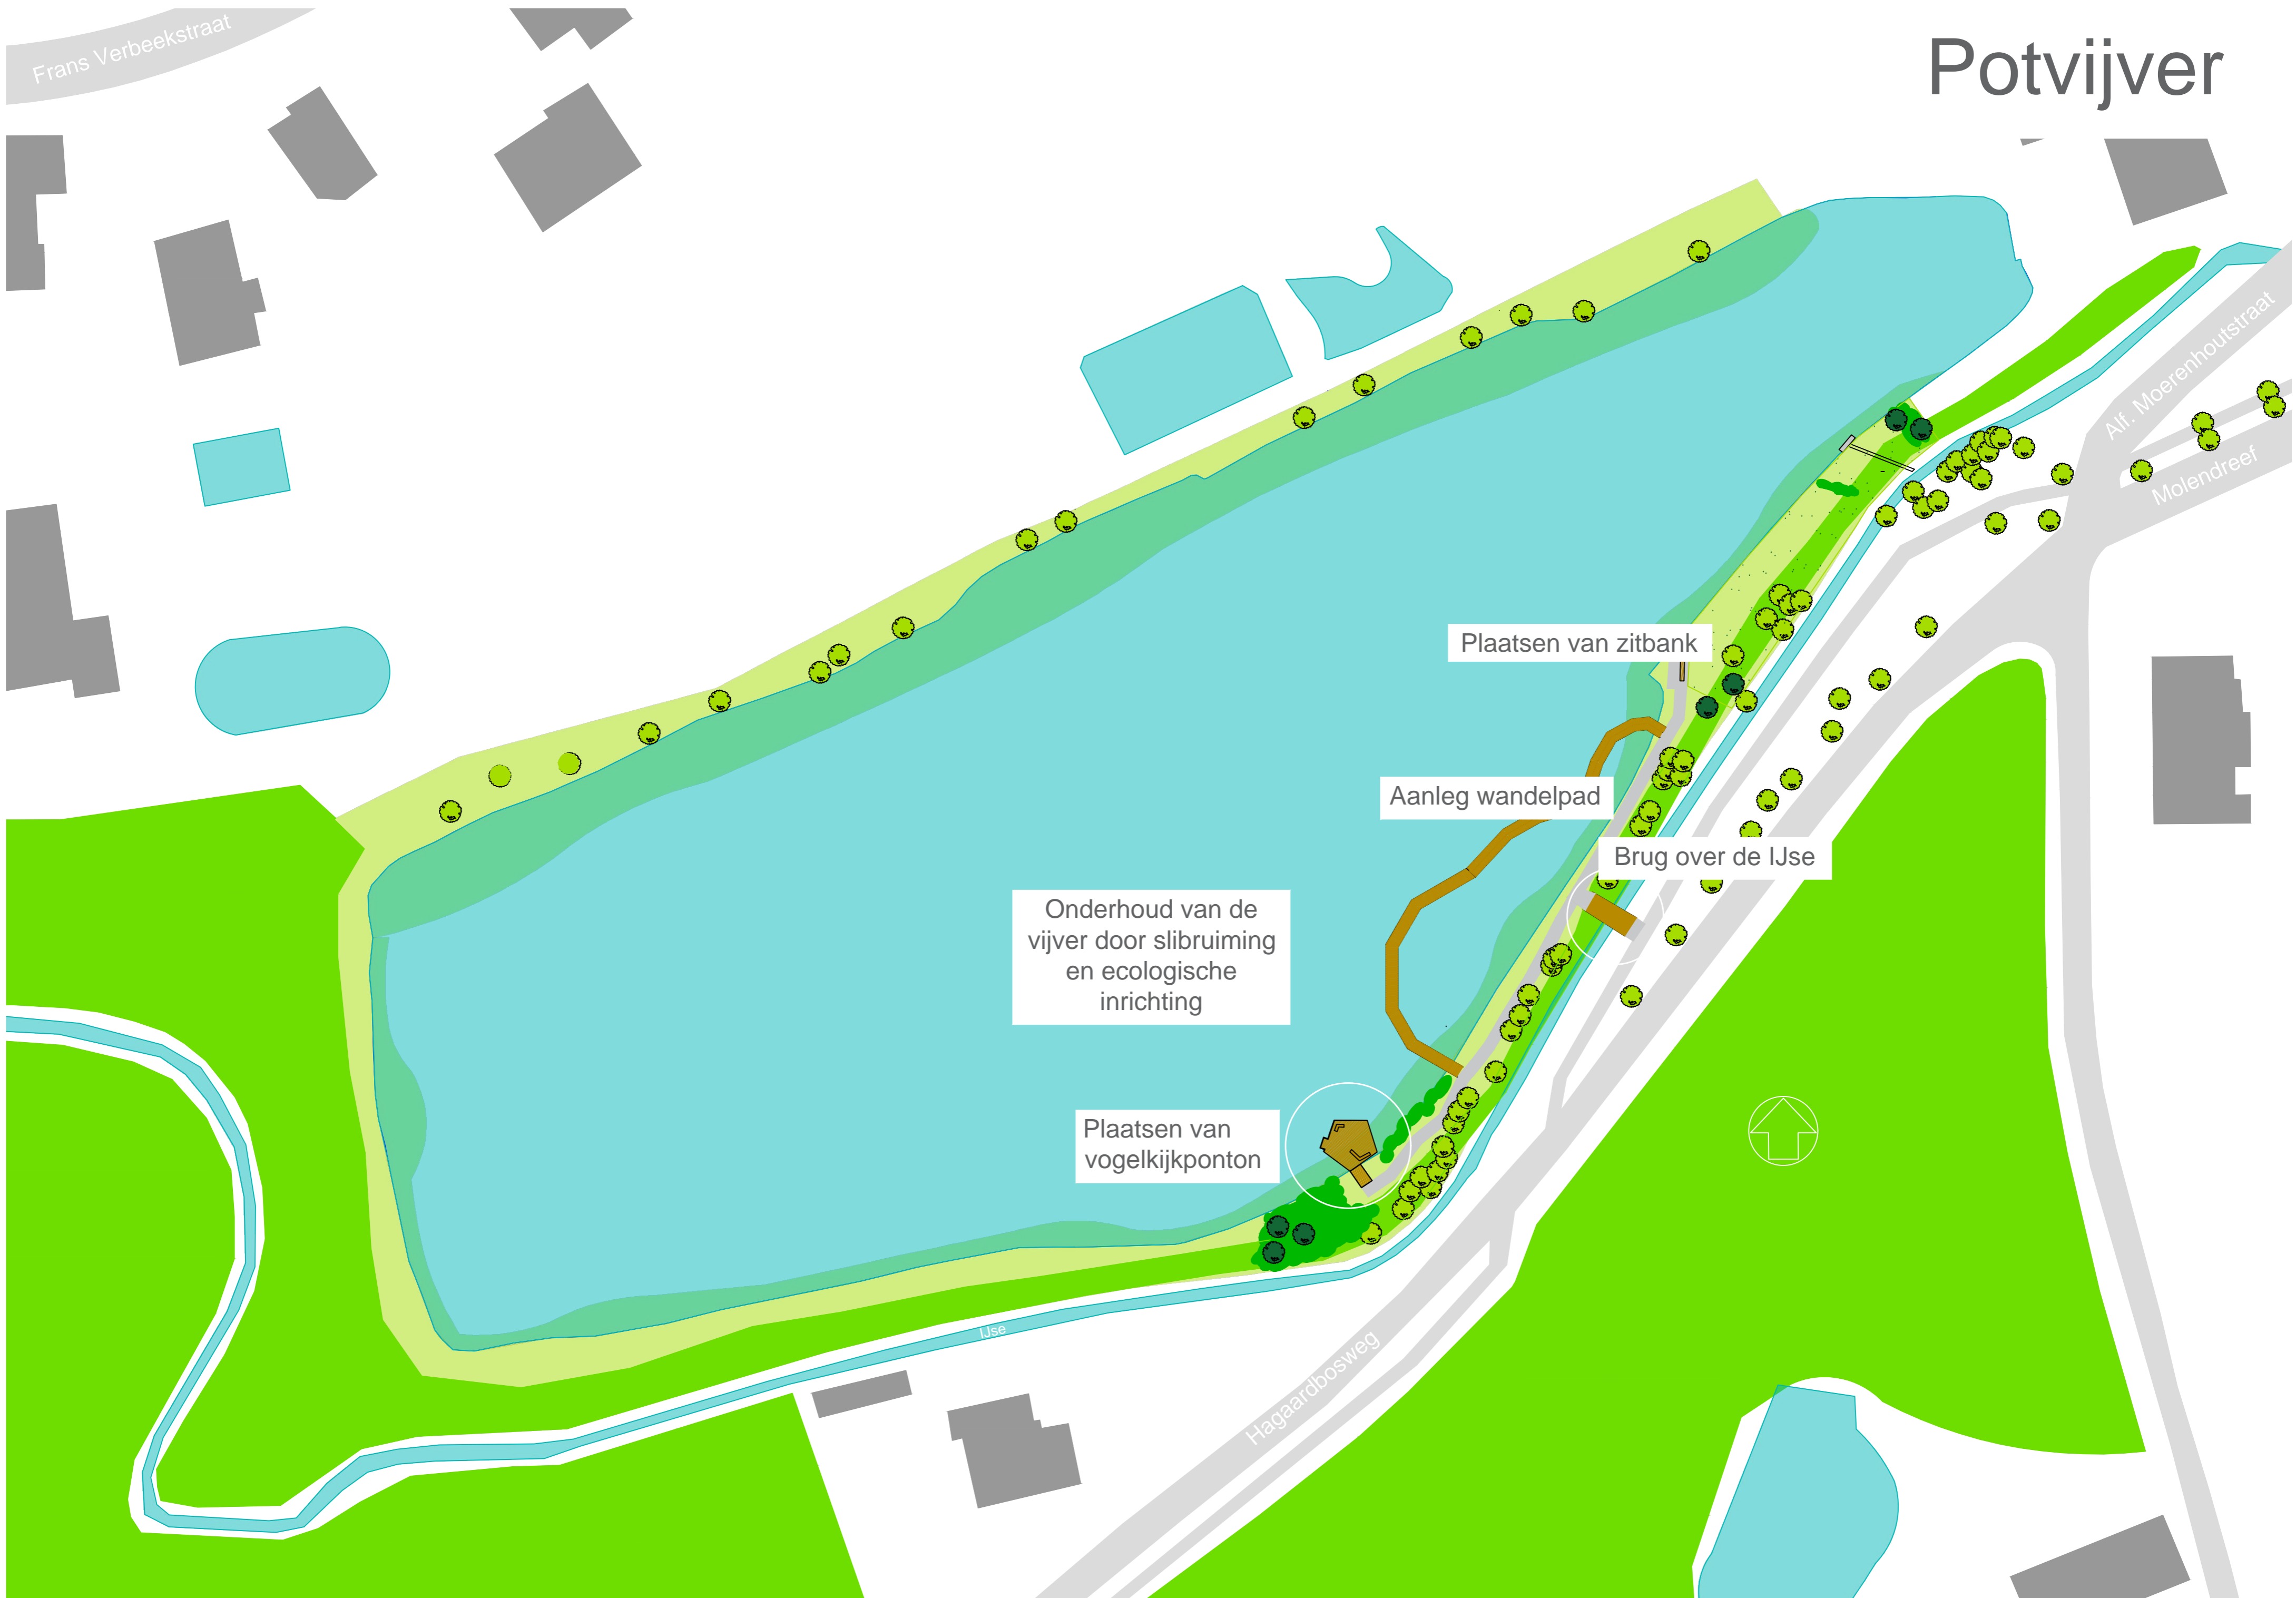 Potvijver
Frans Verbeekstraat
Alf. Moerenhoutstraat
Molendreef
Plaatsen van zitbank
Aanleg wandelpad
Brug over de IJse
Onderhoud van de
vijver door slibruiming
en ecologische
inrichting
Plaatsen van
vogelkijkponton
IJse
Hagaardbosweg